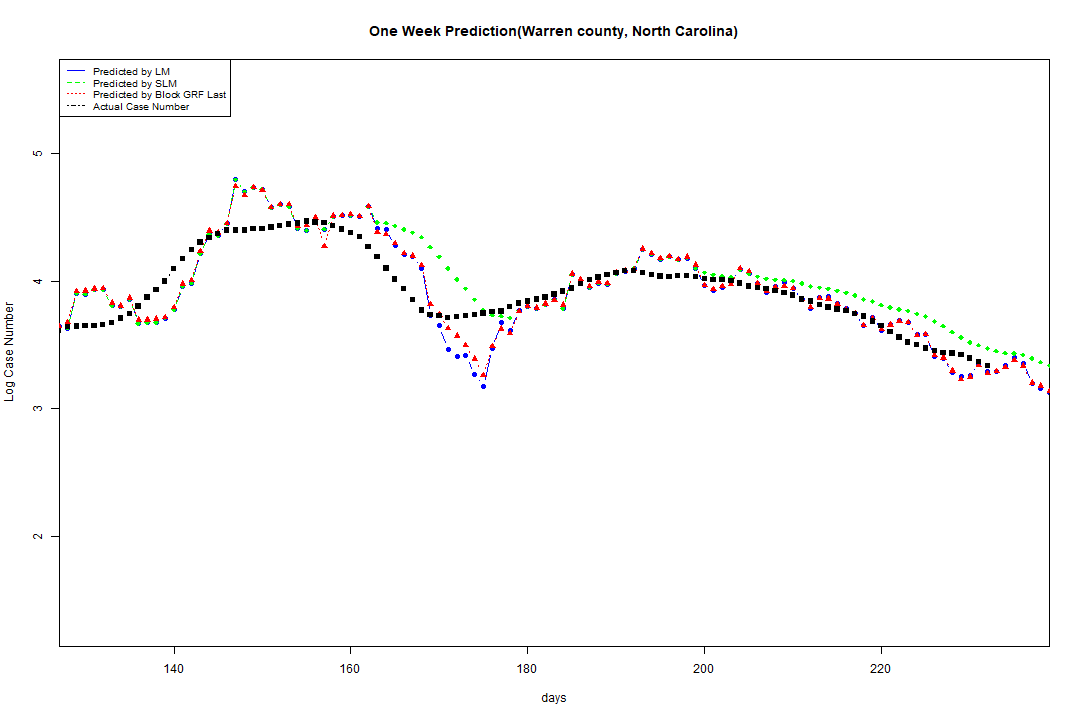 One Week Prediction(Warren county, North Carolina)
Predicted by LM
Predicted by SLM
Predicted by Block GRF Last
Actual Case Number
5
4
3
2
Log Case Number
140 160 180 200 220
days